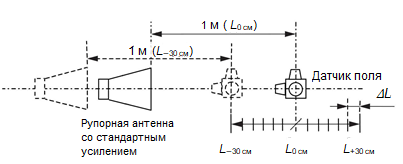 1 м ( L0 см)
1 м (L–30 см)
Датчик поля
ΔL
Рупорная антенна
со стандартным
усилением
L–30 см
L0 см
L+30 см